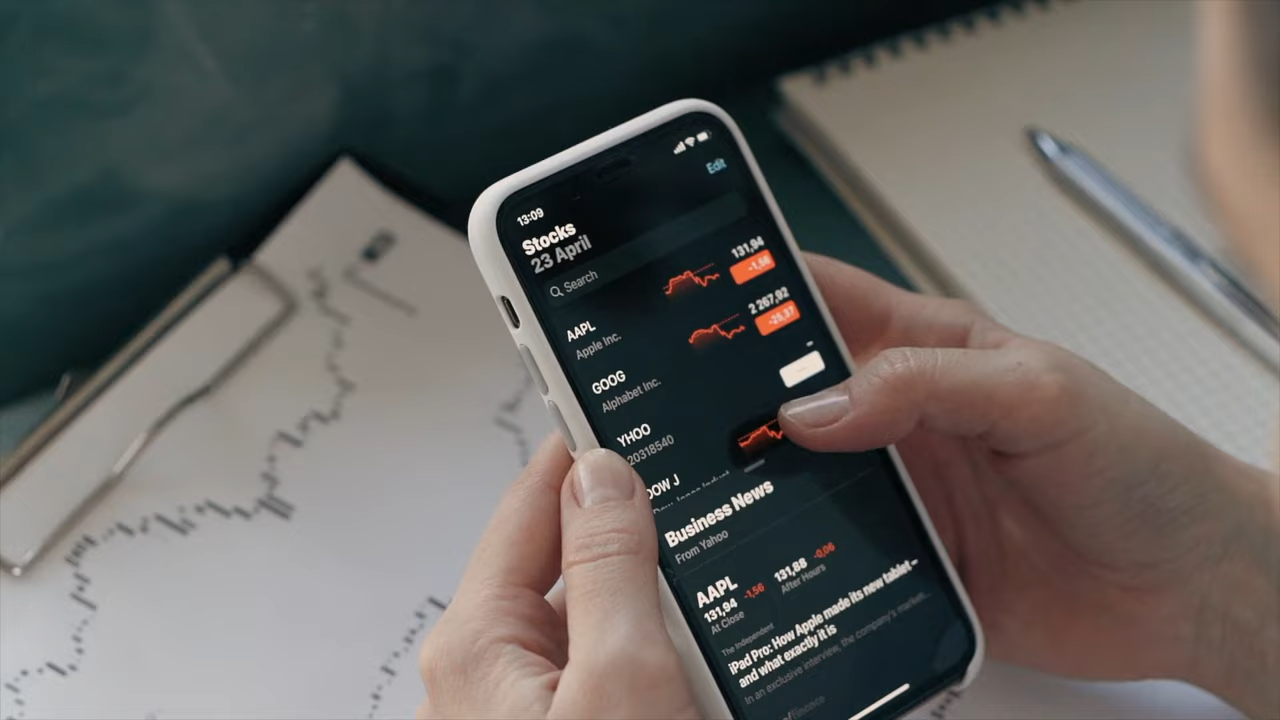 13:09
Edit
Stocks
23 April
Search
AAPL
Apple Inc.
131,94
-1,56
GOOG
Alphabet Inc.
2 267,92
-25,37
YHOO
20318540
OW J
Business News
From Yahoo
AAPL
131,94 -1,56
At Close
131,88 -0,06
After Hours
The Independent
iPad Pro: How Apple made its new tablet –
and what exactly it is
In an exclusive interview, the company's market...